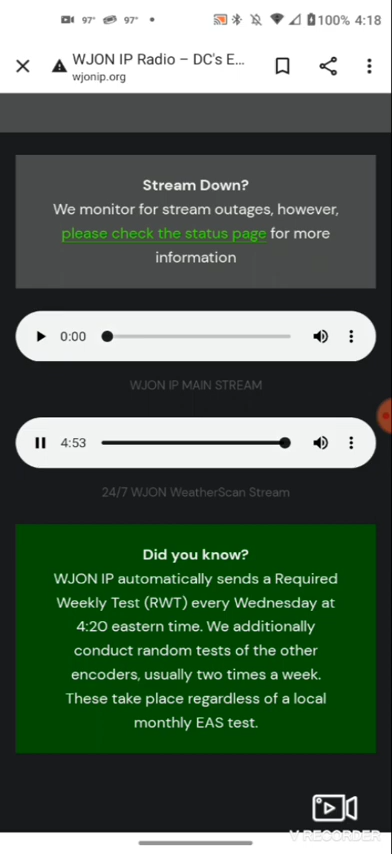 97° 97° 100% 4:18
WJON IP Radio – DC's E...
wjonip.org
Stream Down?
We monitor for stream outages, however,
please check the status page for more
information
0:00
WJON IP MAIN STREAM
4:53
24/7 WJON WeatherScan Stream
Did you know?
WJON IP automatically sends a Required
Weekly Test (RWT) every Wednesday at
4:20 eastern time. We additionally
conduct random tests of the other
encoders, usually two times a week.
These take place regardless of a local
monthly EAS test.
V RECORDER